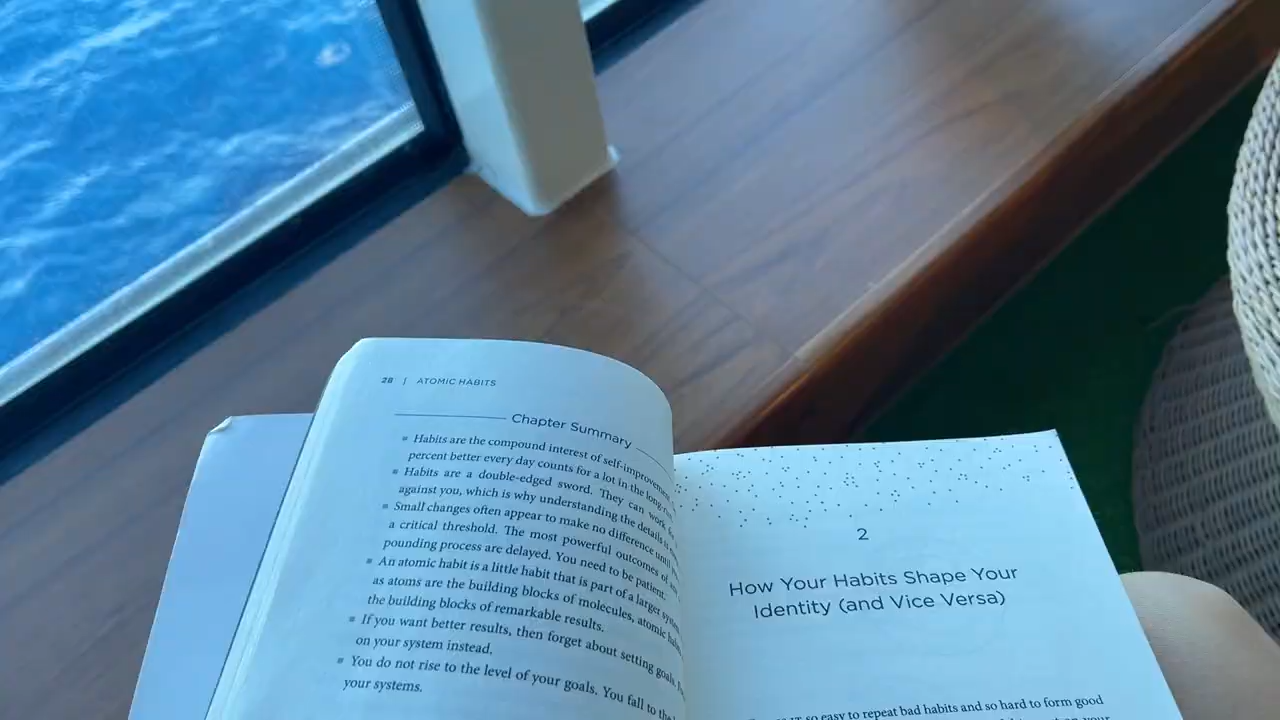 28 | ATOMIC HABITS
Chapter Summary
▪ Habits are the compound interest of self-improvement.
percent better every day counts for a lot in the long-run.
▪ Habits are a double-edged sword. They can work
against you, which is why understanding the details is
▪ Small changes often appear to make no difference until
a critical threshold. The most powerful outcomes of
pounding process are delayed. You need to be patient.
▪ An atomic habit is a little habit that is part of a larger
as atoms are the building blocks of molecules, atomic
the building blocks of remarkable results.
▪ If you want better results, then forget about setting goals.
on your system instead.
▪ You do not rise to the level of your goals. You fall to the
your systems.
2
How Your Habits Shape Your
Identity (and Vice Versa)
IT so easy to repeat bad habits and so hard to form good